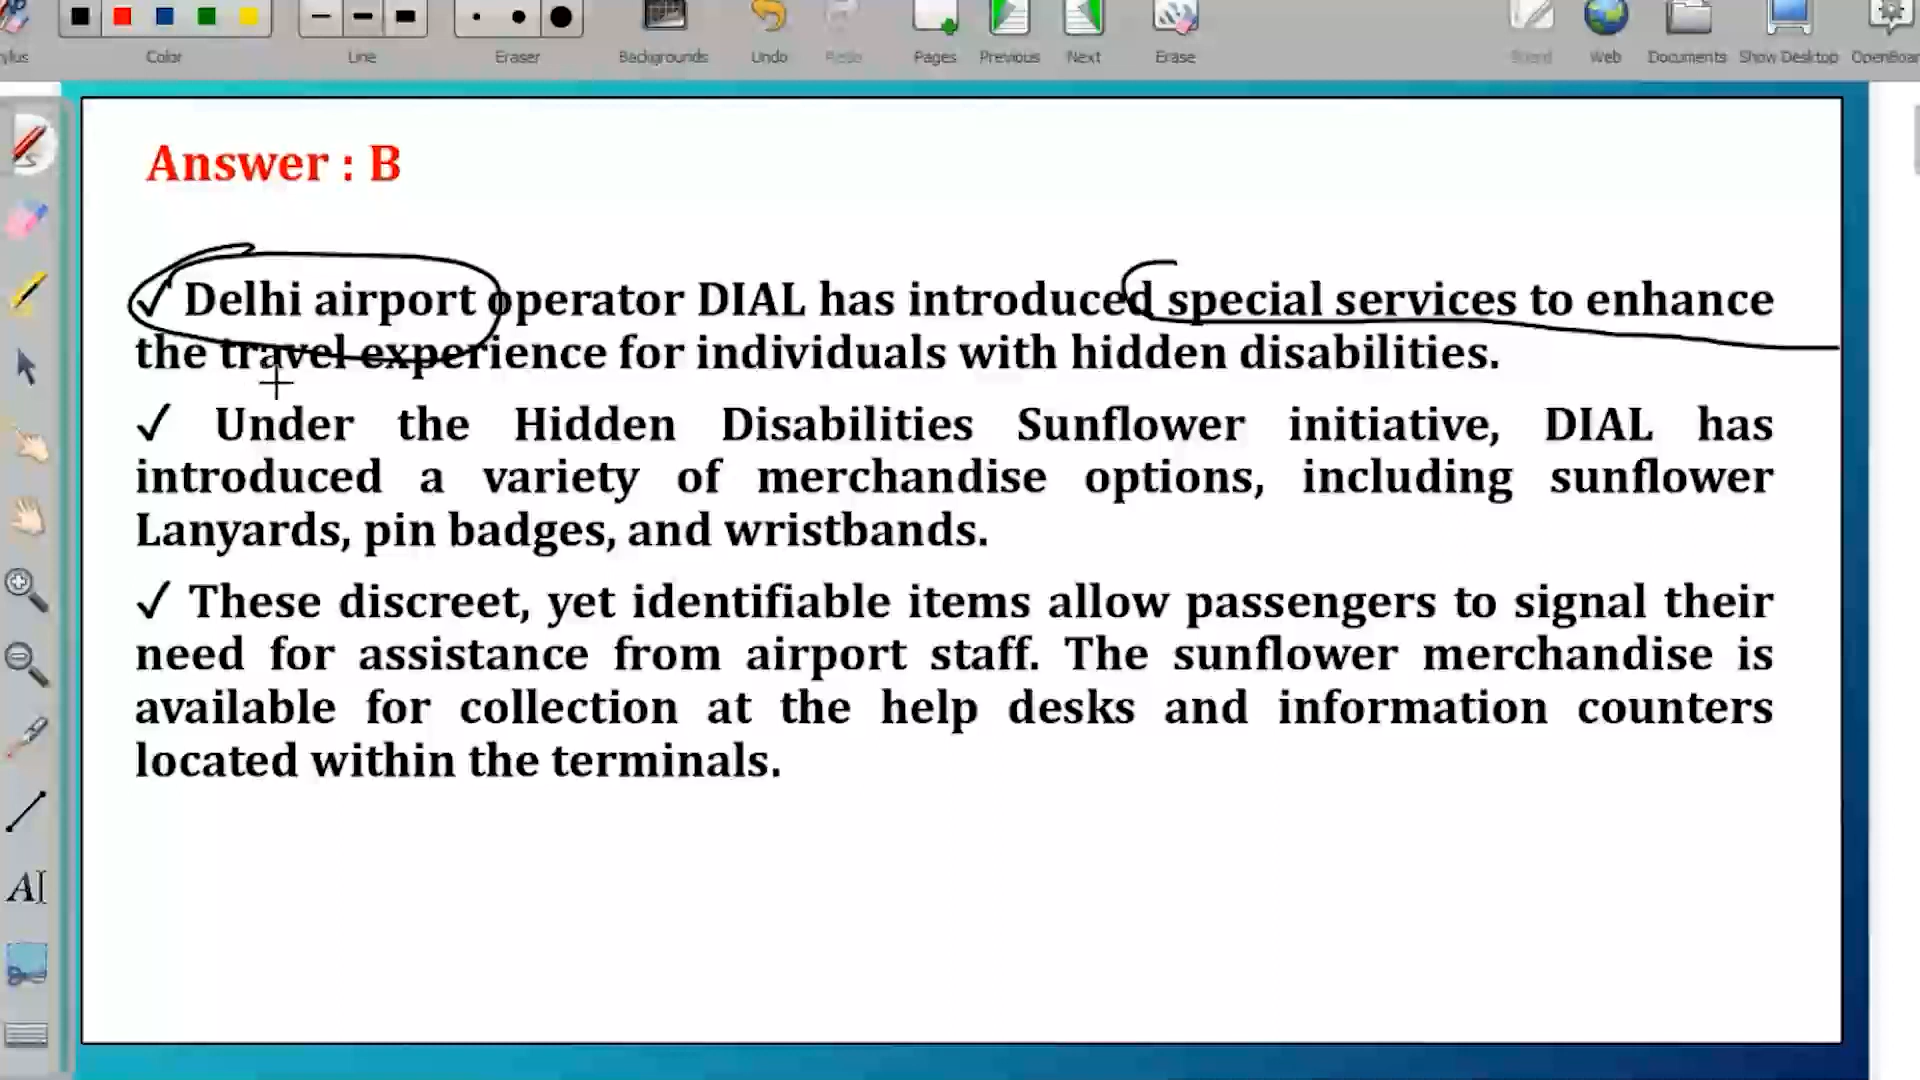 Color Line Eraser Backgrounds Undo Pages Previous Next Erase Board Web Documents Show Desktop
Answer : B
✓ Delhi airport operator DIAL has introduced special services to enhance
the travel experience for individuals with hidden disabilities.
✓ Under the Hidden Disabilities Sunflower initiative, DIAL has
introduced a variety of merchandise options, including sunflower
Lanyards, pin badges, and wristbands.
✓ These discreet, yet identifiable items allow passengers to signal their
need for assistance from airport staff. The sunflower merchandise is
available for collection at the help desks and information counters
located within the terminals.